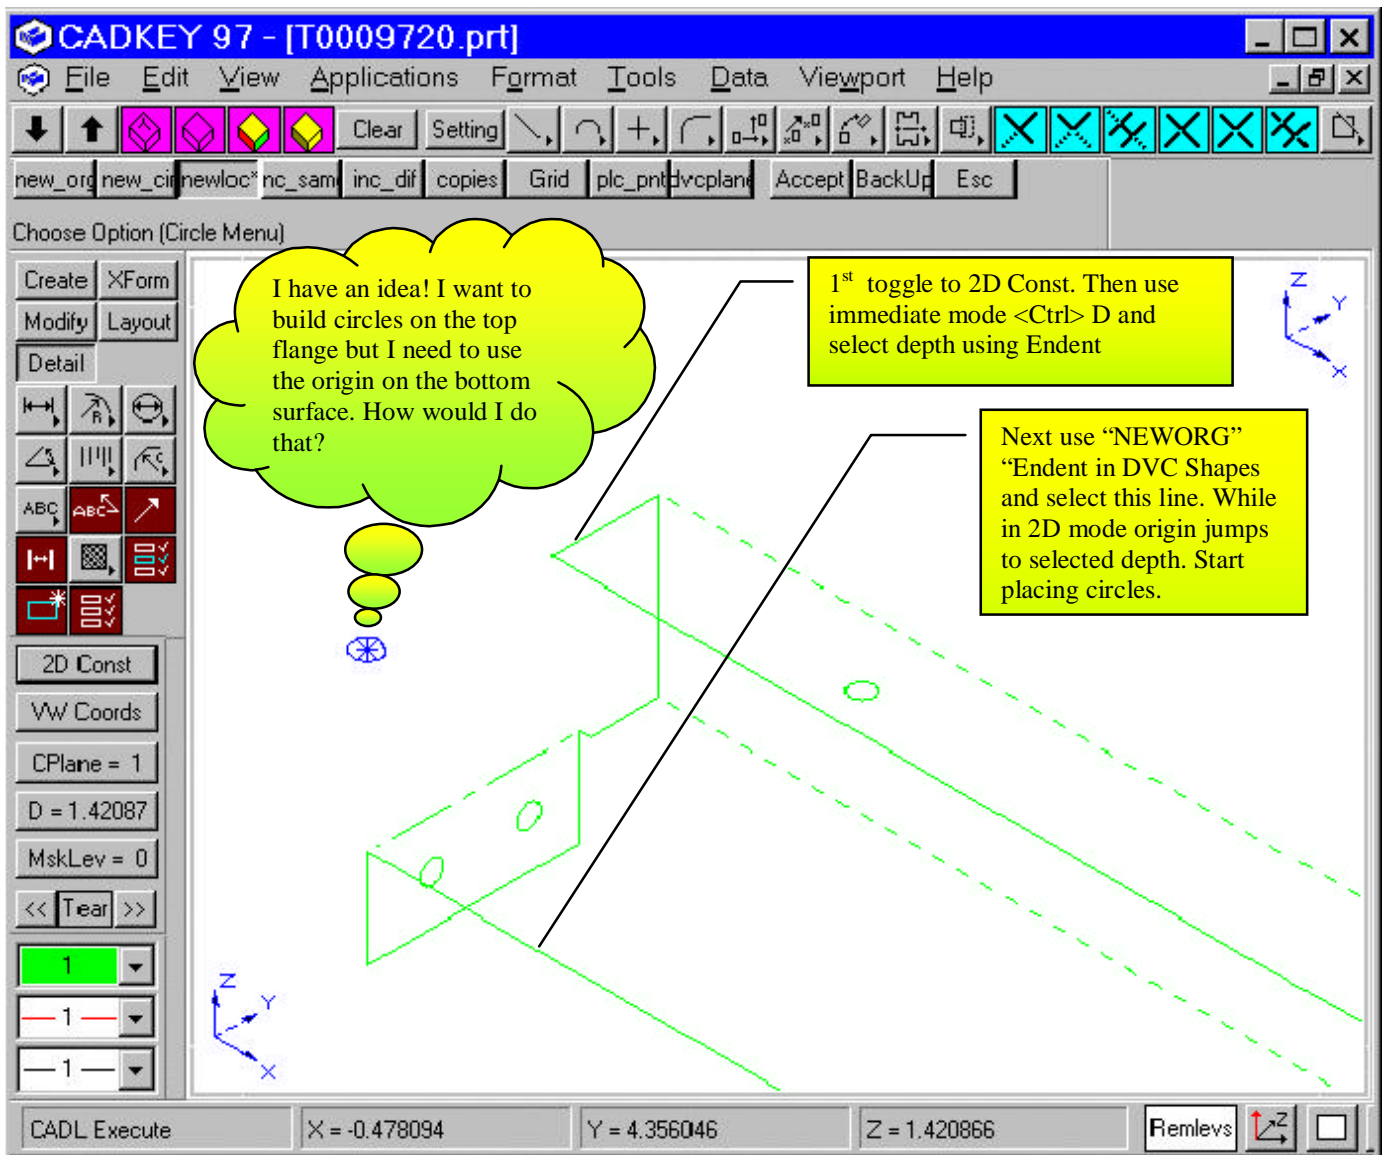 CADKEY 97 - [T0009720.prt]
File Edit View Applications Format Tools Data Viewport Help
Clear Setting
new_org new_cir newloc* nc_sam inc_dif copies Grid plc_pnt dvcplane Accept BackUp Esc
Choose Option (Circle Menu)
Create XForm
Modify Layout
Detail
R
ABC ABC
2D Const
VW Coords
CPlane = 1
D = 1.42087
MskLev = 0
<< Tear >>
1
1
1
I have an idea! I want to
build circles on the top
flange but I need to use
the origin on the bottom
surface. How would I do
that?
1st toggle to 2D Const. Then use
immediate mode <Ctrl> D and
select depth using Endent
Next use “NEWORG”
“Endent in DVC Shapes
and select this line. While
in 2D mode origin jumps
to selected depth. Start
placing circles.
Z
Y
X
Z
Y
X
CADL Execute X = -0.478094 Y = 4.356046 Z = 1.420866 Remlevs Z